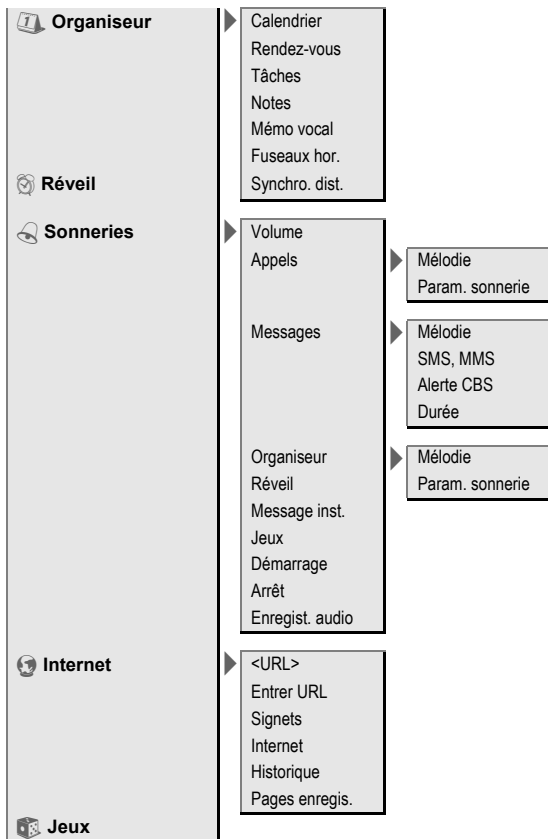 Organiseur
Calendrier
Rendez-vous
Tâches
Notes
Mémo vocal
Fuseaux hor.
Synchro. dist.
Réveil
Sonneries
Volume
Appels
Mélodie
Param. sonnerie
Messages
Mélodie
SMS, MMS
Alerte CBS
Durée
Organiseur
Mélodie
Param. sonnerie
Réveil
Message inst.
Jeux
Démarrage
Arrêt
Enregist. audio
Internet
<URL>
Entrer URL
Signets
Internet
Historique
Pages enregis.
Jeux